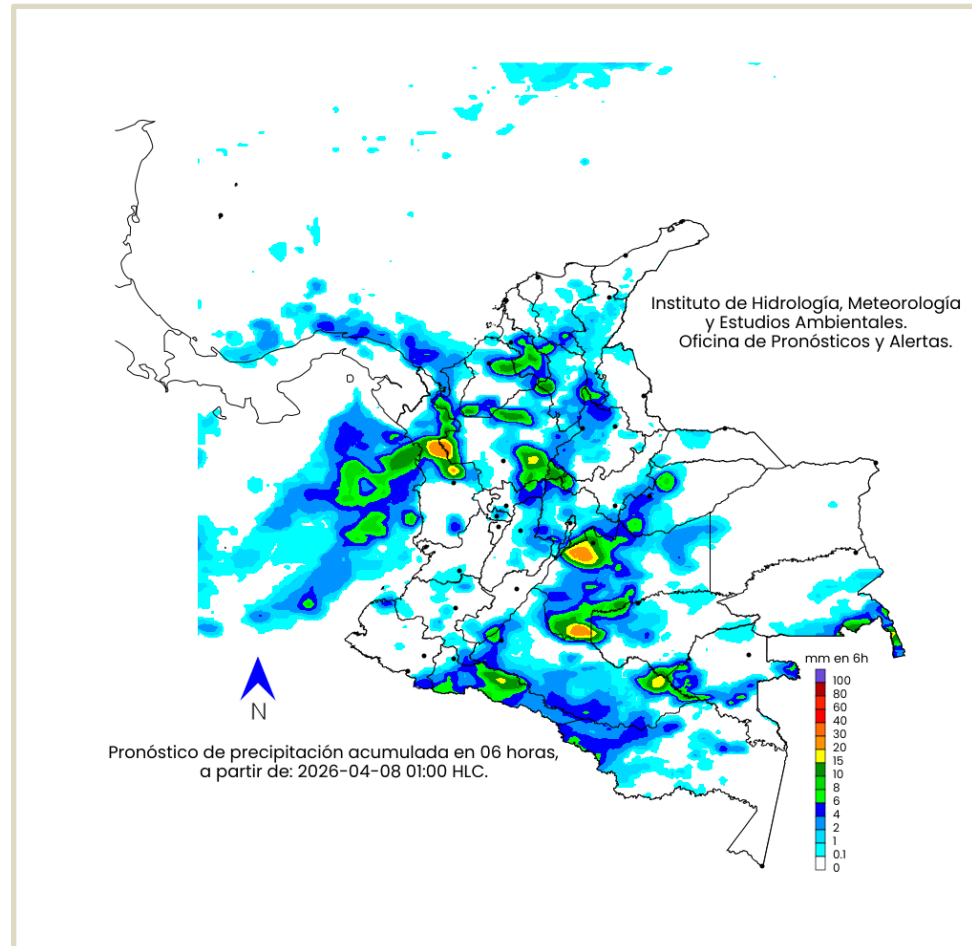 Instituto de Hidrología, Meteorología
y Estudios Ambientales.
Oficina de Pronósticos y Alertas.
N
Pronóstico de precipitación acumulada en 06 horas,
a partir de: 2026-04-08 01:00 HLC.
mm en 6h
100
80
60
40
30
20
15
10
8
6
4
2
1
0.1
0